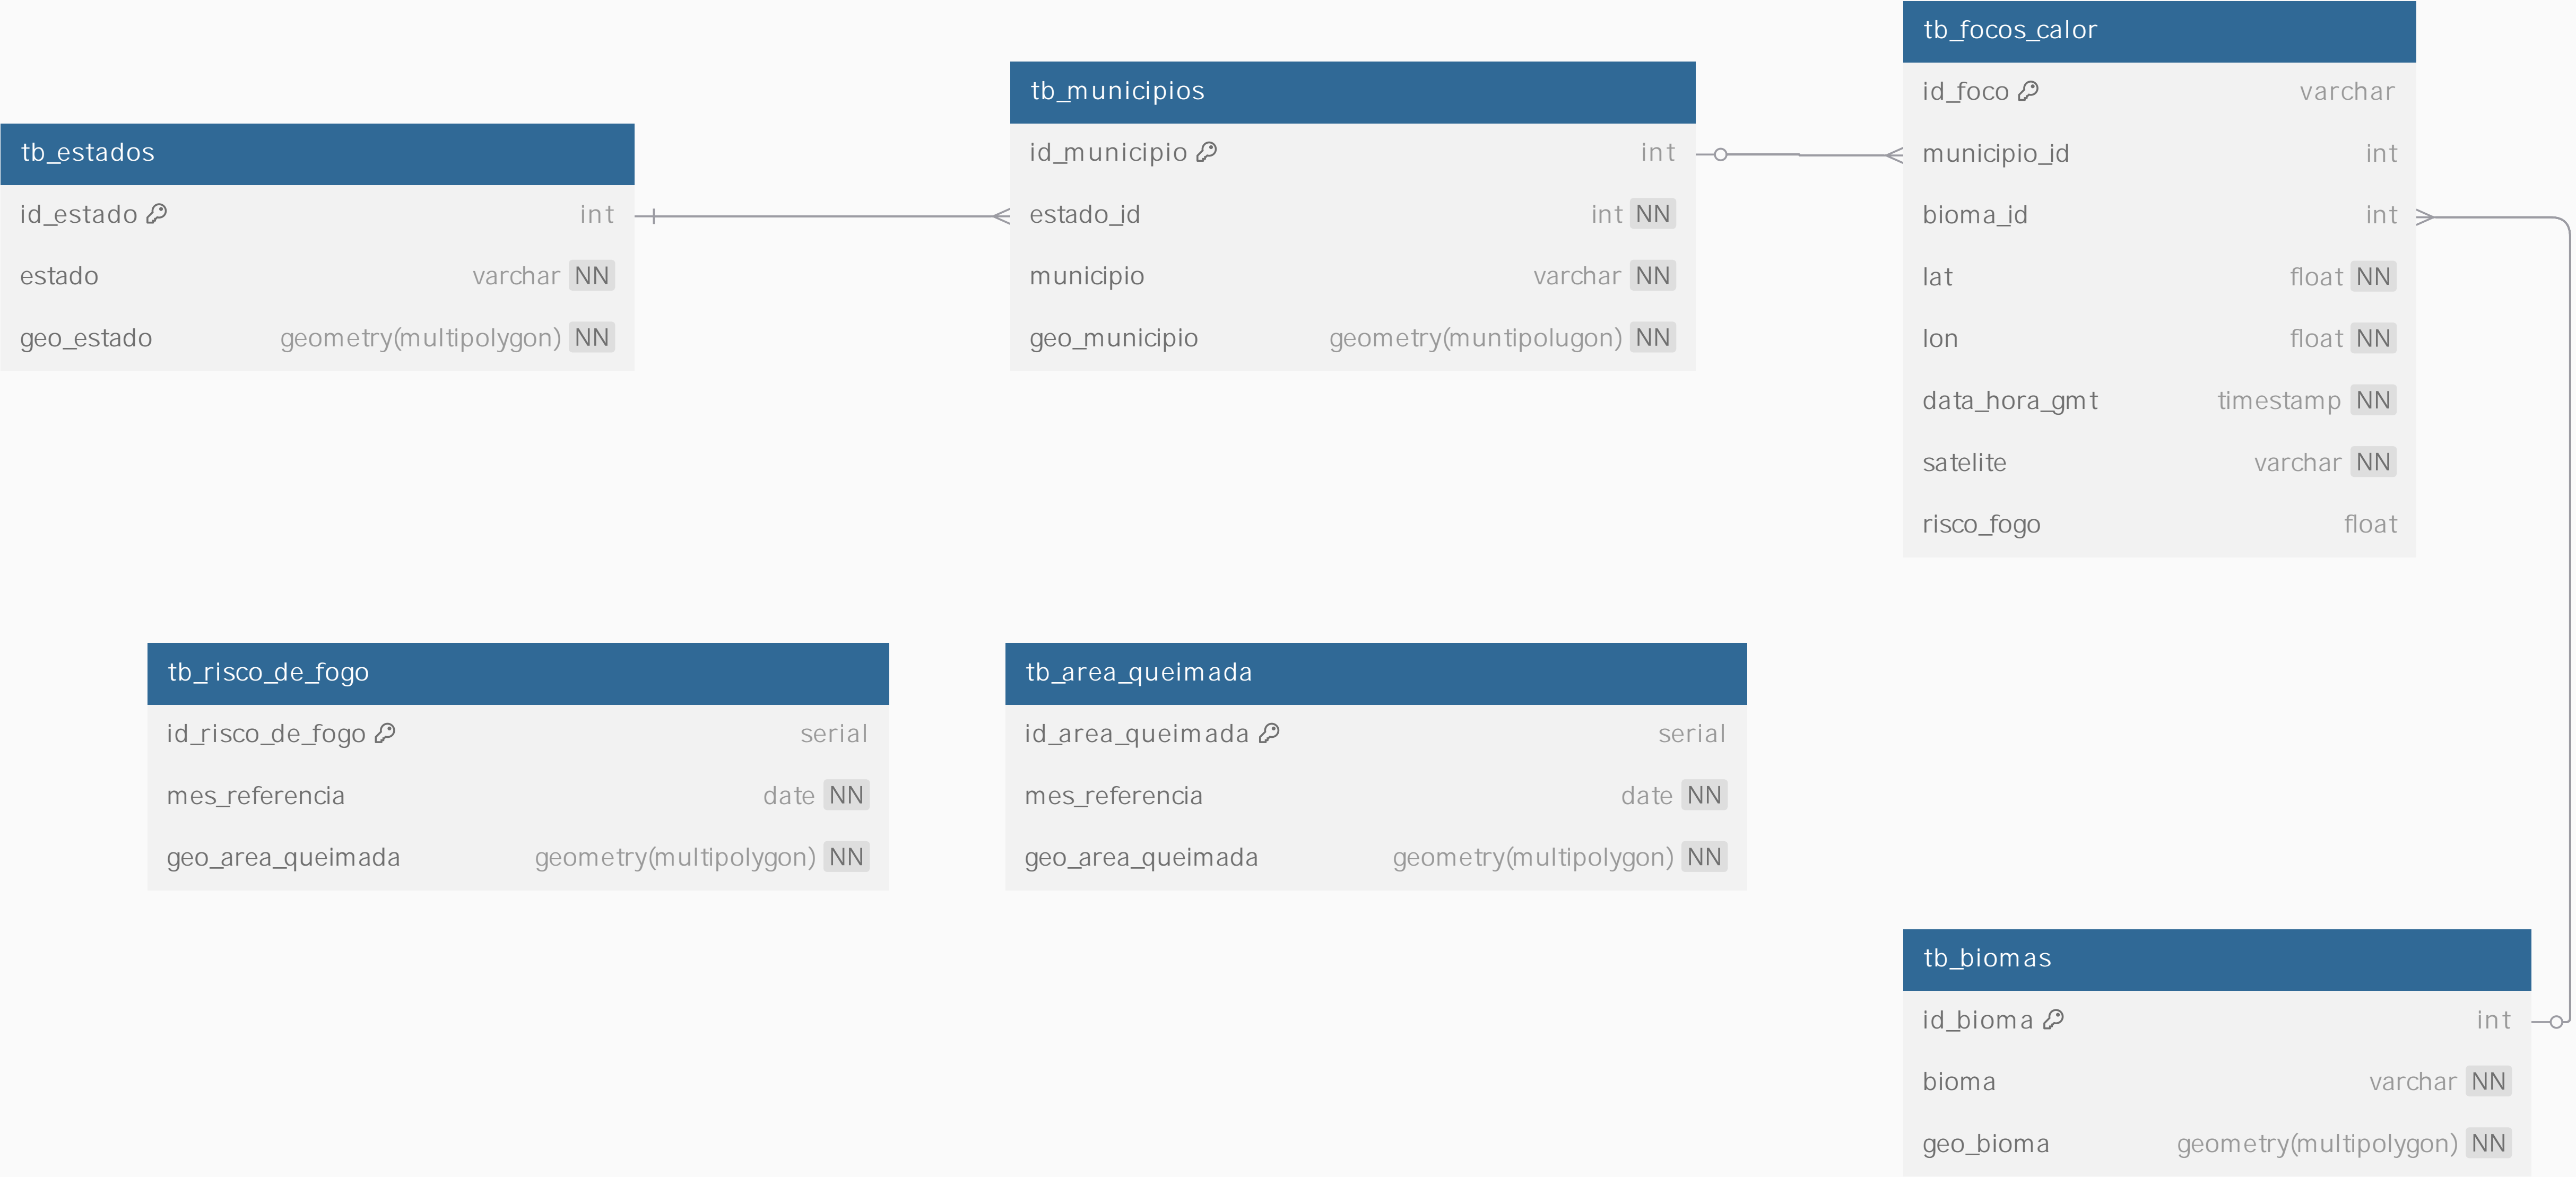 tb_estados
id_estado int
estado varchar NN
geo_estado geometry(multipolygon) NN
tb_municipios
id_municipio int
estado_id int NN
municipio varchar NN
geo_municipio geometry(muntipolugon) NN
tb_focos_calor
id_foco varchar
municipio_id int
bioma_id int
lat float NN
lon float NN
data_hora_gmt timestamp NN
satelite varchar NN
risco_fogo float
tb_risco_de_fogo
id_risco_de_fogo serial
mes_referencia date NN
geo_area_queimada geometry(multipolygon) NN
tb_area_queimada
id_area_queimada serial
mes_referencia date NN
geo_area_queimada geometry(multipolygon) NN
tb_biomas
id_bioma int
bioma varchar NN
geo_bioma geometry(multipolygon) NN